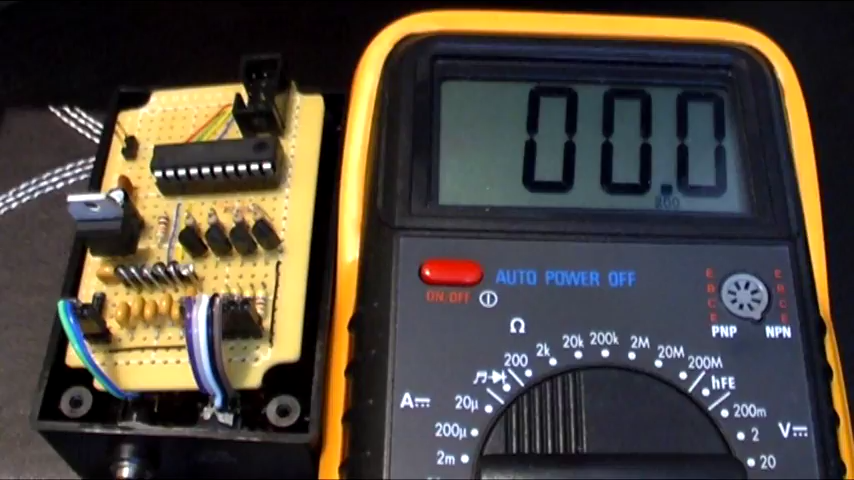 00.0
200
AUTO POWER OFF
ON OFF
E
B
C
E
PNP
E
B
C
E
NPN
Ω
200 2k 20k 200k 2M 20M 200M
hFE
A 20µ 200m V
200µ 2
2m 20